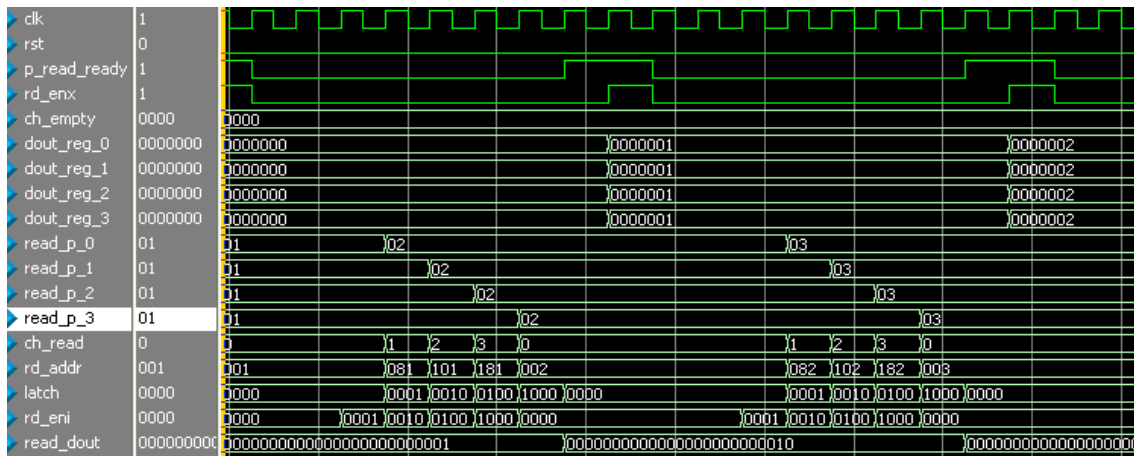 clk 1
rst 0
p_read_ready 1
rd_enx 1
ch_empty 0000 0000
dout_reg_0 0000000 0000000 0000001 0000002
dout_reg_1 0000000 0000000 0000001 0000002
dout_reg_2 0000000 0000000 0000001 0000002
dout_reg_3 0000000 0000000 0000001 0000002
read_p_0 01 01 02 03
read_p_1 01 01 02 03
read_p_2 01 01 02 03
read_p_3 01 01 02 03
ch_read 0 0 1 2 3 0 1 2 3 0
rd_addr 001 001 081 101 181 002 082 102 182 003
latch 0000 0000 0001 0010 0100 1000 0000 0001 0010 0100 1000 0000
rd_eni 0000 0000 0001 0010 0100 1000 0000 0001 0010 0100 1000 0000
read_dout